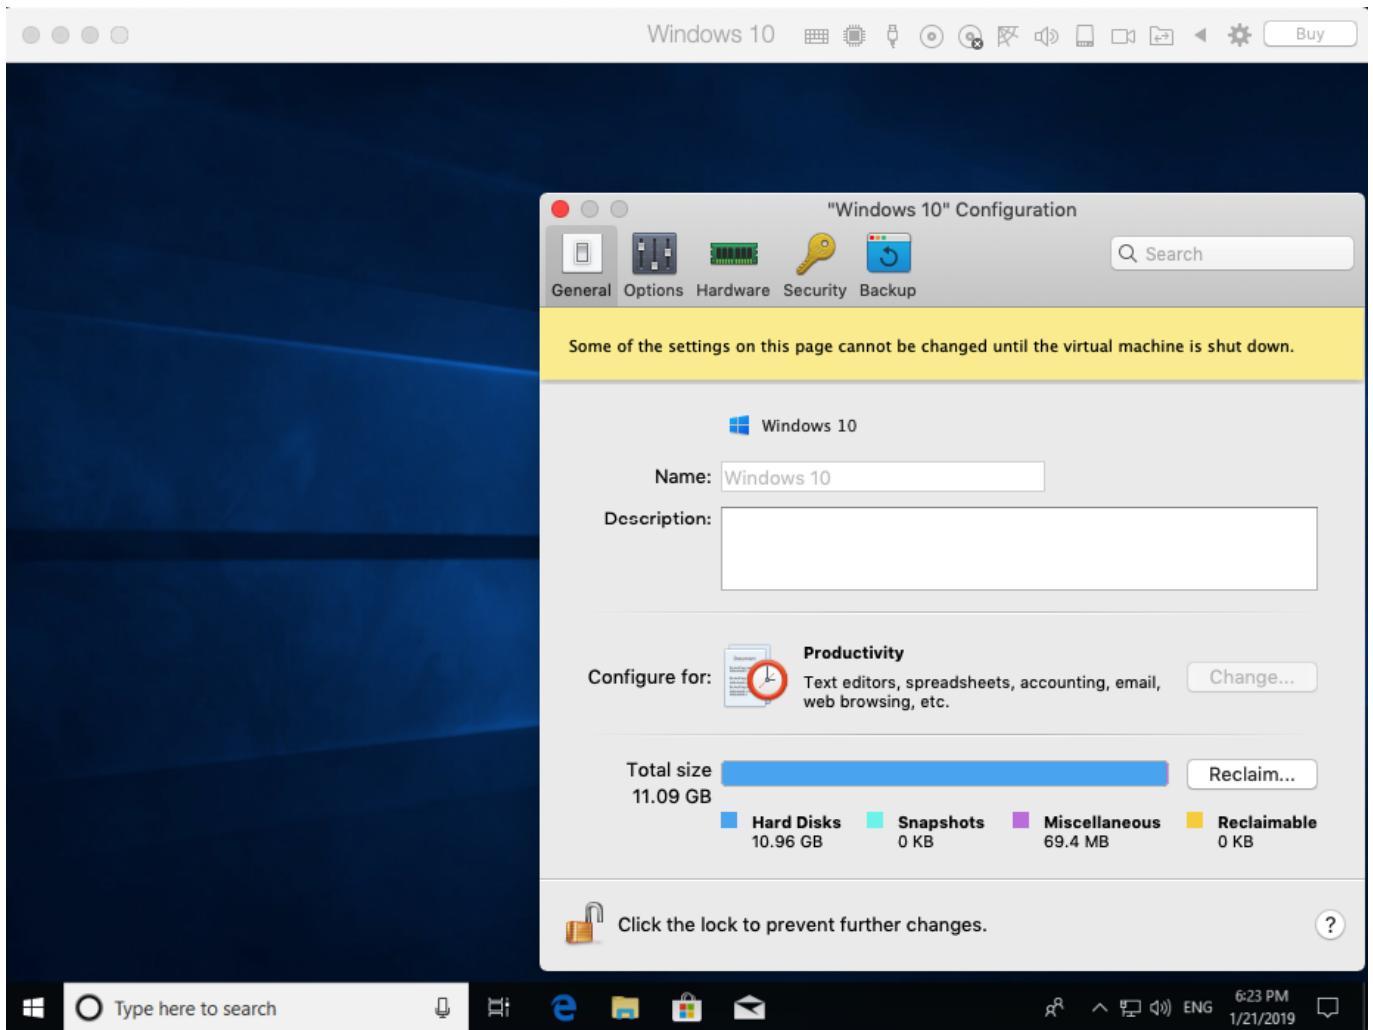 Windows 10
Buy
"Windows 10" Configuration
General Options Hardware Security Backup
Search
Some of the settings on this page cannot be changed until the virtual machine is shut down.
Windows 10
Name: Windows 10
Description:
Configure for:
Productivity
Text editors, spreadsheets, accounting, email,
web browsing, etc.
Change...
Total size
11.09 GB
Reclaim...
Hard Disks Snapshots Miscellaneous Reclaimable
10.96 GB 0 KB 69.4 MB 0 KB
Click the lock to prevent further changes.
?
Type here to search
ENG
6:23 PM
1/21/2019